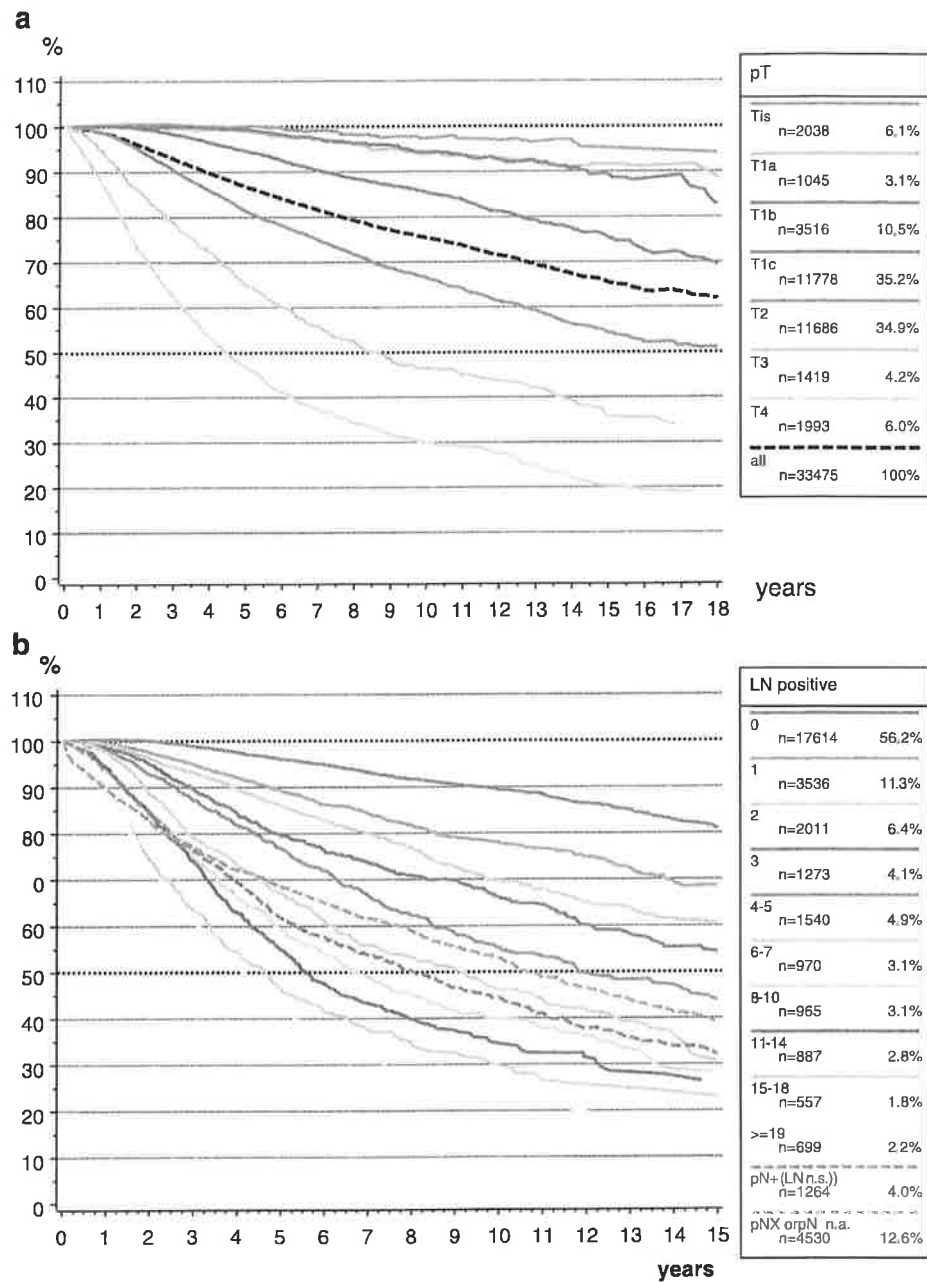 a
%
110
100
90
80
70
60
50
40
30
20
10
0
0 1 2 3 4 5 6 7 8 9 10 11 12 13 14 15 16 17 18
years
pT
Tis
n=2038 6,1%
T1a
n=1045 3.1%
T1b
n=3516 10,5%
T1c
n=11778 35.2%
T2
n=11686 34.9%
T3
n=1419 4.2%
T4
n=1993 6.0%
all
n=33475 100%
b
%
110
100
90
80
0
60
50
40
30
20
10
0
0 1 2 3 4 5 6 7 8 9 10 11 12 13 14 15
years
LN positive
0
n=17614 56,2%
1
n=3536 11.3%
2
n=2011 6.4%
3
n=1273 4,1%
4-5
n=1540 4,9%
6-7
n=970 3.1%
8-10
n=965 3.1%
11-14
n=887 2.8%
15-18
n=557 1.8%
>=19
n=699 2,2%
pN+(LN n.s.))
n=1264 4.0%
pNX orpN n.a.
n=4530 12.6%